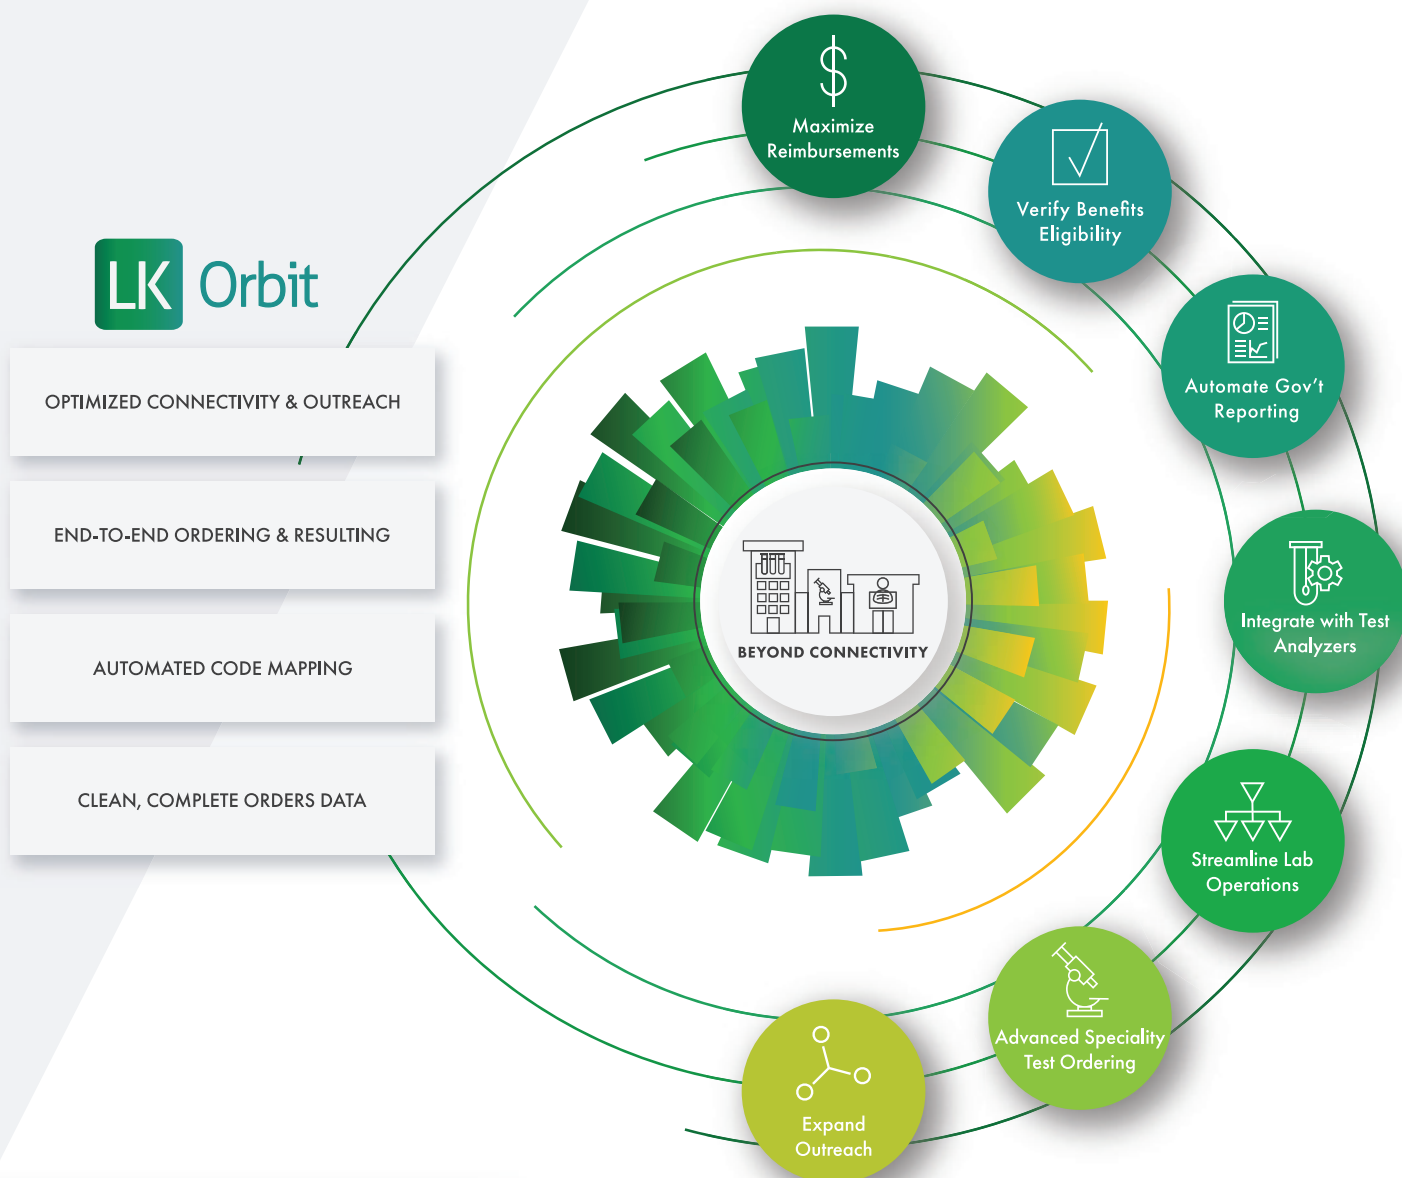 LK Orbit
OPTIMIZED CONNECTIVITY & OUTREACH
END-TO-END ORDERING & RESULTING
AUTOMATED CODE MAPPING
CLEAN, COMPLETE ORDERS DATA
BEYOND CONNECTIVITY
Maximize
Reimbursements
Verify Benefits
Eligibility
Automate Gov't
Reporting
Integrate with Test
Analyzers
Streamline Lab
Operations
Advanced Speciality
Test Ordering
Expand
Outreach